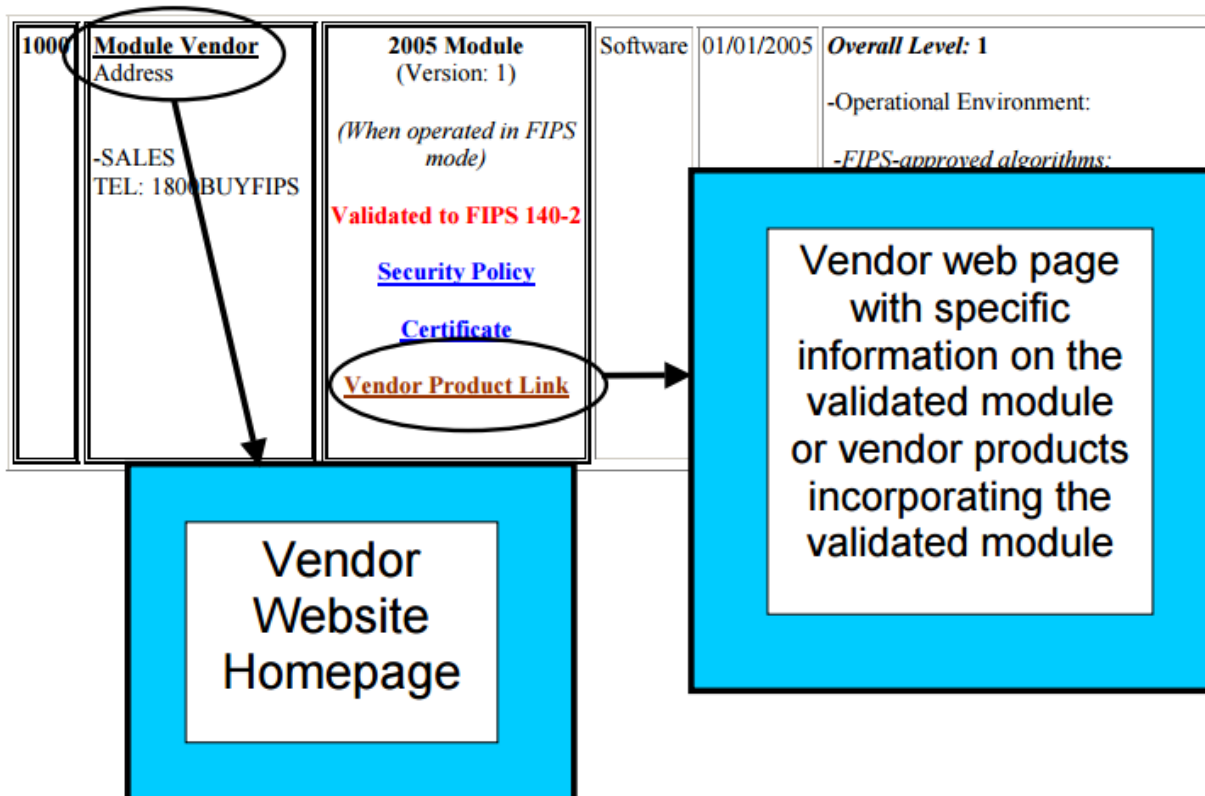 1000
Module Vendor
Address
-SALES
TEL: 1800BUYFIPS
2005 Module
(Version: 1)
(When operated in FIPS
mode)
Validated to FIPS 140-2
Security Policy
Certificate
Vendor Product Link
Software
01/01/2005
Overall Level: 1
-Operational Environment:
-FIPS-approved algorithms:
Vendor web page
with specific
information on the
validated module
or vendor products
incorporating the
validated module
Vendor
Website
Homepage